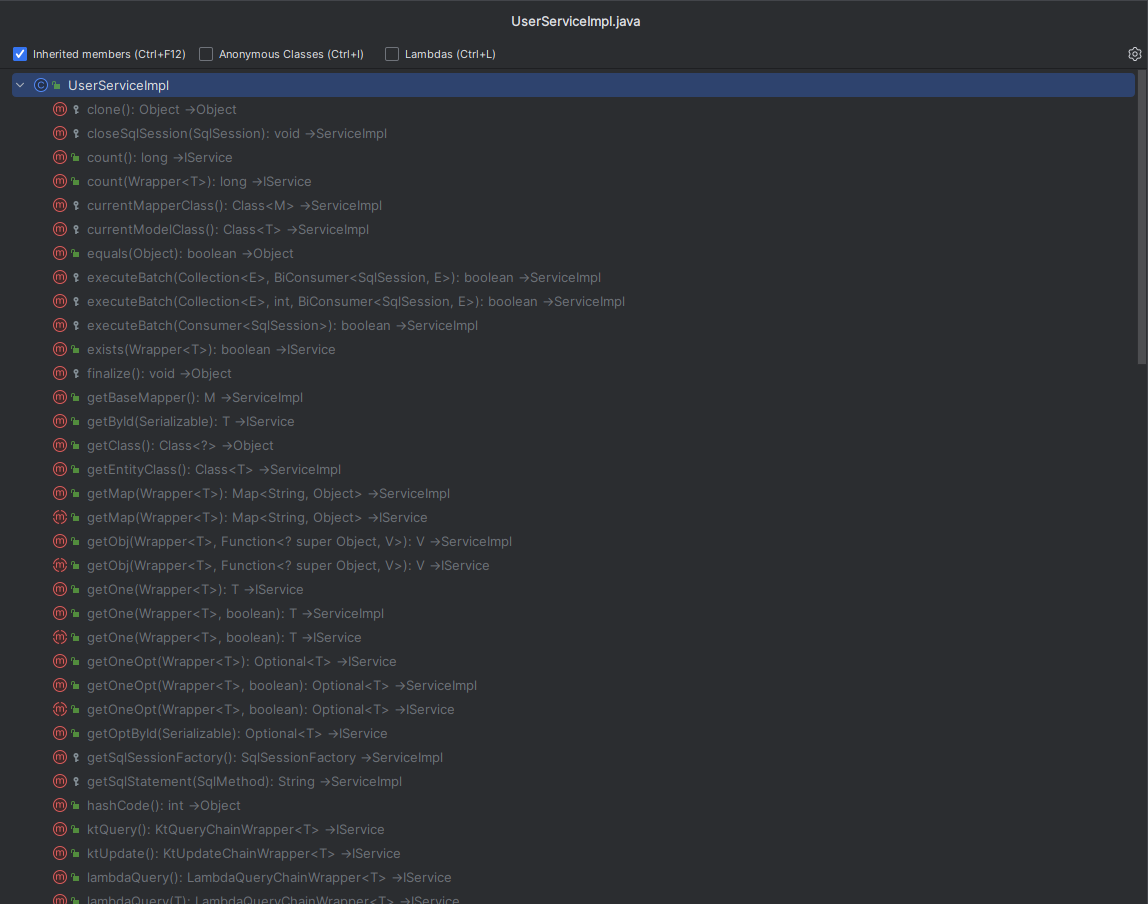 UserServiceImpl.java
Inherited members (Ctrl+F12) Anonymous Classes (Ctrl+I) Lambdas (Ctrl+L)
UserServiceImpl
clone(): Object →Object
closeSqlSession(SqlSession): void →ServiceImpl
count(): long →IService
count(Wrapper<T>): long →IService
currentMapperClass(): Class<M> →ServiceImpl
currentModelClass(): Class<T> →ServiceImpl
equals(Object): boolean →Object
executeBatch(Collection<E>, BiConsumer<SqlSession, E>): boolean →ServiceImpl
executeBatch(Collection<E>, int, BiConsumer<SqlSession, E>): boolean →ServiceImpl
executeBatch(Consumer<SqlSession>): boolean →ServiceImpl
exists(Wrapper<T>): boolean →IService
finalize(): void →Object
getBaseMapper(): M →ServiceImpl
getById(Serializable): T →IService
getClass(): Class<?> →Object
getEntityClass(): Class<T> →ServiceImpl
getMap(Wrapper<T>): Map<String, Object> →ServiceImpl
getMap(Wrapper<T>): Map<String, Object> →IService
getObj(Wrapper<T>, Function<? super Object, V>): V →ServiceImpl
getObj(Wrapper<T>, Function<? super Object, V>): V →IService
getOne(Wrapper<T>): T →IService
getOne(Wrapper<T>, boolean): T →ServiceImpl
getOne(Wrapper<T>, boolean): T →IService
getOneOpt(Wrapper<T>): Optional<T> →IService
getOneOpt(Wrapper<T>, boolean): Optional<T> →ServiceImpl
getOneOpt(Wrapper<T>, boolean): Optional<T> →IService
getOptById(Serializable): Optional<T> →IService
getSqlSessionFactory(): SqlSessionFactory →ServiceImpl
getSqlStatement(SqlMethod): String →ServiceImpl
hashCode(): int →Object
ktQuery(): KtQueryChainWrapper<T> →IService
ktUpdate(): KtUpdateChainWrapper<T> →IService
lambdaQuery(): LambdaQueryChainWrapper<T> →IService
lambdaQuery(T): LambdaQueryChainWrapper<T> →IService